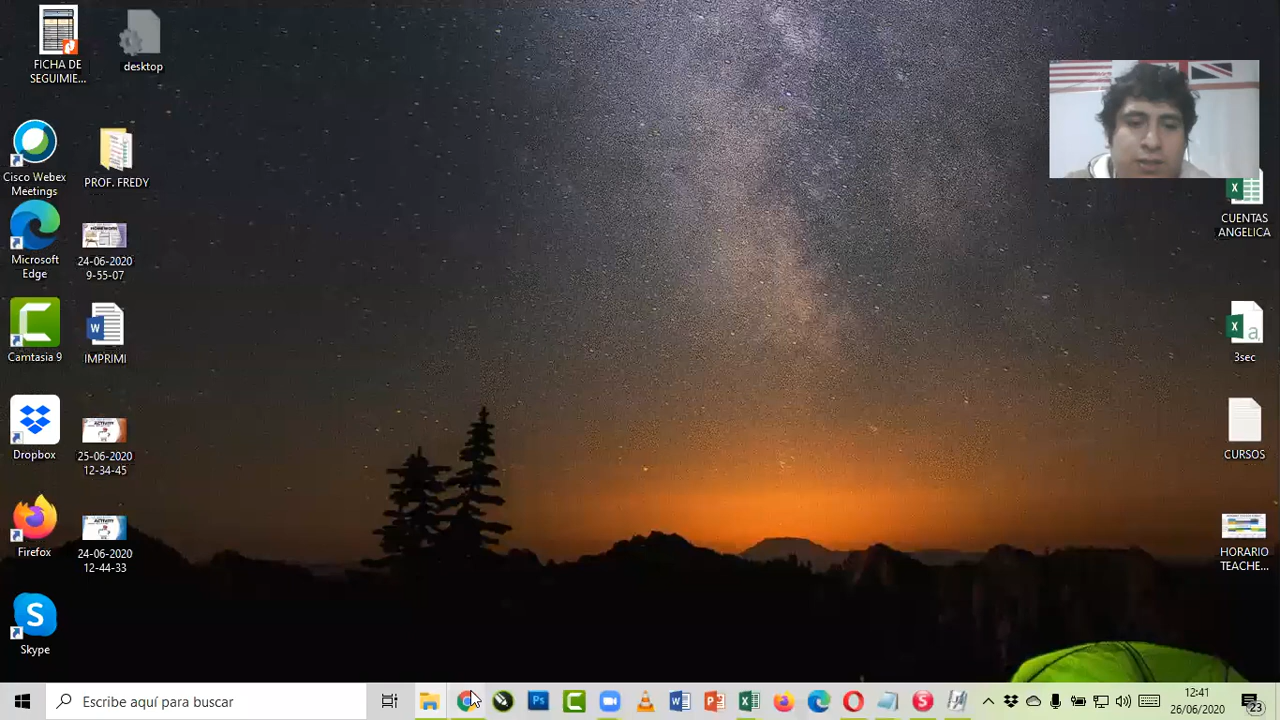 FICHA DE
SEGUIMIE...
desktop
Cisco Webex
Meetings
PROF. FREDY
Microsoft
Edge
24-06-2020
9-55-07
Camtasia 9
IMPRIMI
Dropbox
25-06-2020
12-34-45
Firefox
24-06-2020
12-44-33
Skype
CUENTAS
ANGELICA
3sec
CURSOS
HORARIO
TEACHE...
Escribe aquí para buscar
12:41
26/06/2020
23